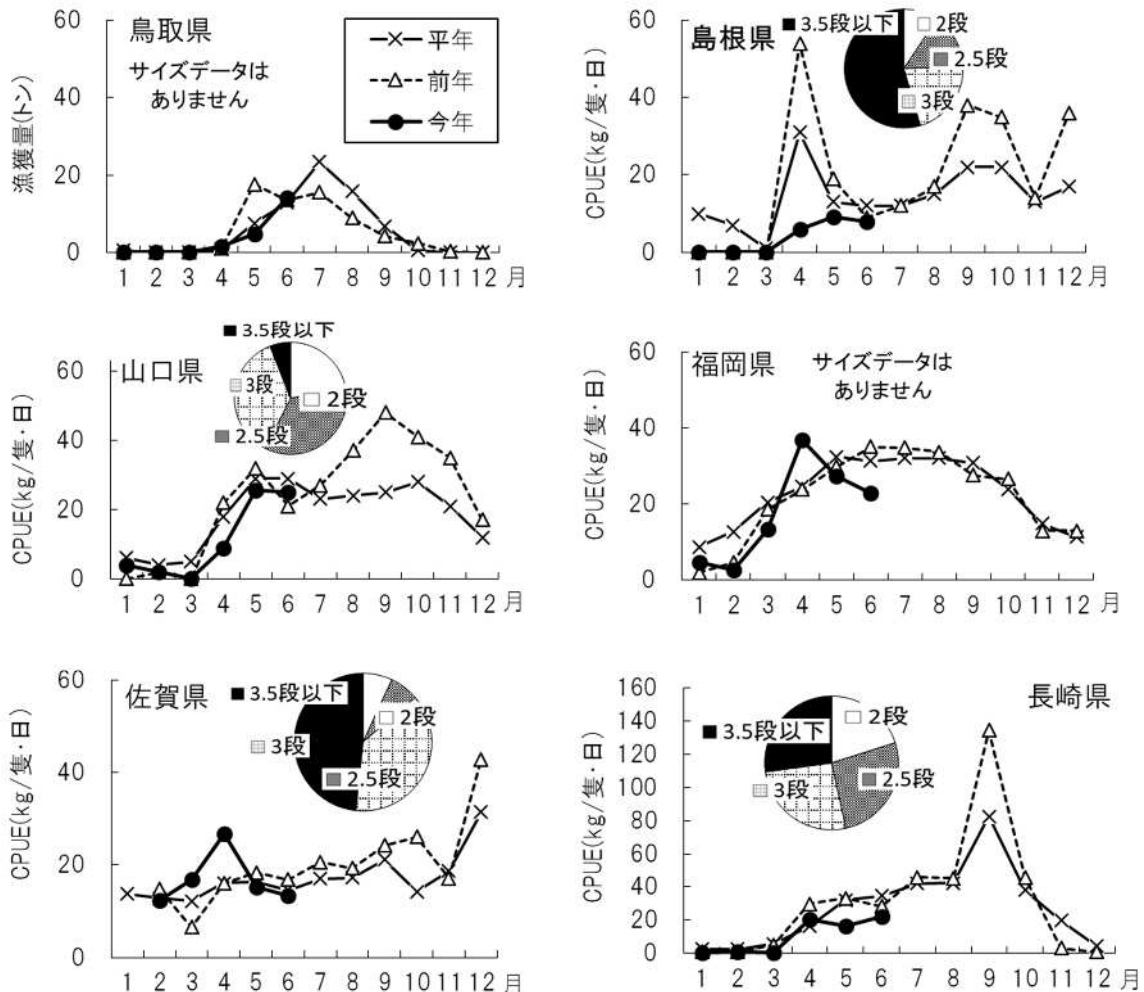 鳥取県
サイズデータは
ありません
平年
前年
今年
漁獲量(トン)
60
40
20
0
1 2 3 4 5 6 7 8 9 10 11 12 月
島根県
3.5段以下
2段
2.5段
3段
CPUE(kg/隻・日)
60
40
20
0
1 2 3 4 5 6 7 8 9 10 11 12 月
山口県
3.5段以下
3段
2段
2.5段
CPUE(kg/隻・日)
60
40
20
0
1 2 3 4 5 6 7 8 9 10 11 12 月
福岡県
サイズデータは
ありません
CPUE(kg/隻・日)
60
40
20
0
1 2 3 4 5 6 7 8 9 10 11 12 月
佐賀県
3.5段以下
2段
3段
2.5段
CPUE(kg/隻・日)
60
40
20
0
1 2 3 4 5 6 7 8 9 10 11 12 月
長崎県
3.5段以下
2段
2.5段
3段
CPUE(kg/隻・日)
160
140
120
100
80
60
40
20
0
1 2 3 4 5 6 7 8 9 10 11 12 月